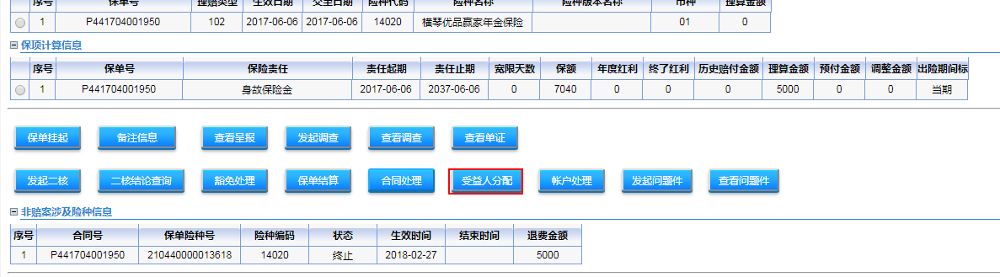 序号 保单号 理赔类型 生效日期 交至日期 险种代码 险种名称 险种版本名称 币种 理算金额
1 P441704001950 102 2017-06-06 2017-06-06 14020 横琴优品赢家年金保险 01 0
保项计算信息
序号 保单号 保险责任 责任起期 责任止期 宽限天数 保额 年度红利 终了红利 历史赔付金额 理算金额 预付金额 调整金额 出险期间标
1 P441704001950 身故保险金 2017-06-06 2037-06-06 0 7040 0 0 0 5000 0 0 当期
保单挂起 备注信息 查看呈报 发起调查 查看调查 查看单证
发起二核 二核结论查询 豁免处理 保单结算 合同处理 受益人分配 帐户处理 发起问题件 查看问题件
非赔案涉及险种信息
序号 合同号 保单险种号 险种编码 状态 生效时间 结束时间 退费金额
1 P441704001950 210440000013618 14020 终止 2018-02-27 5000